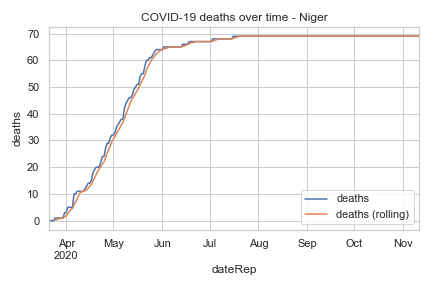 COVID-19 deaths over time - Niger
deaths
70
60
50
40
30
20
10
0
deaths
deaths (rolling)
Apr May Jun Jul Aug Sep Oct Nov
2020
dateRep